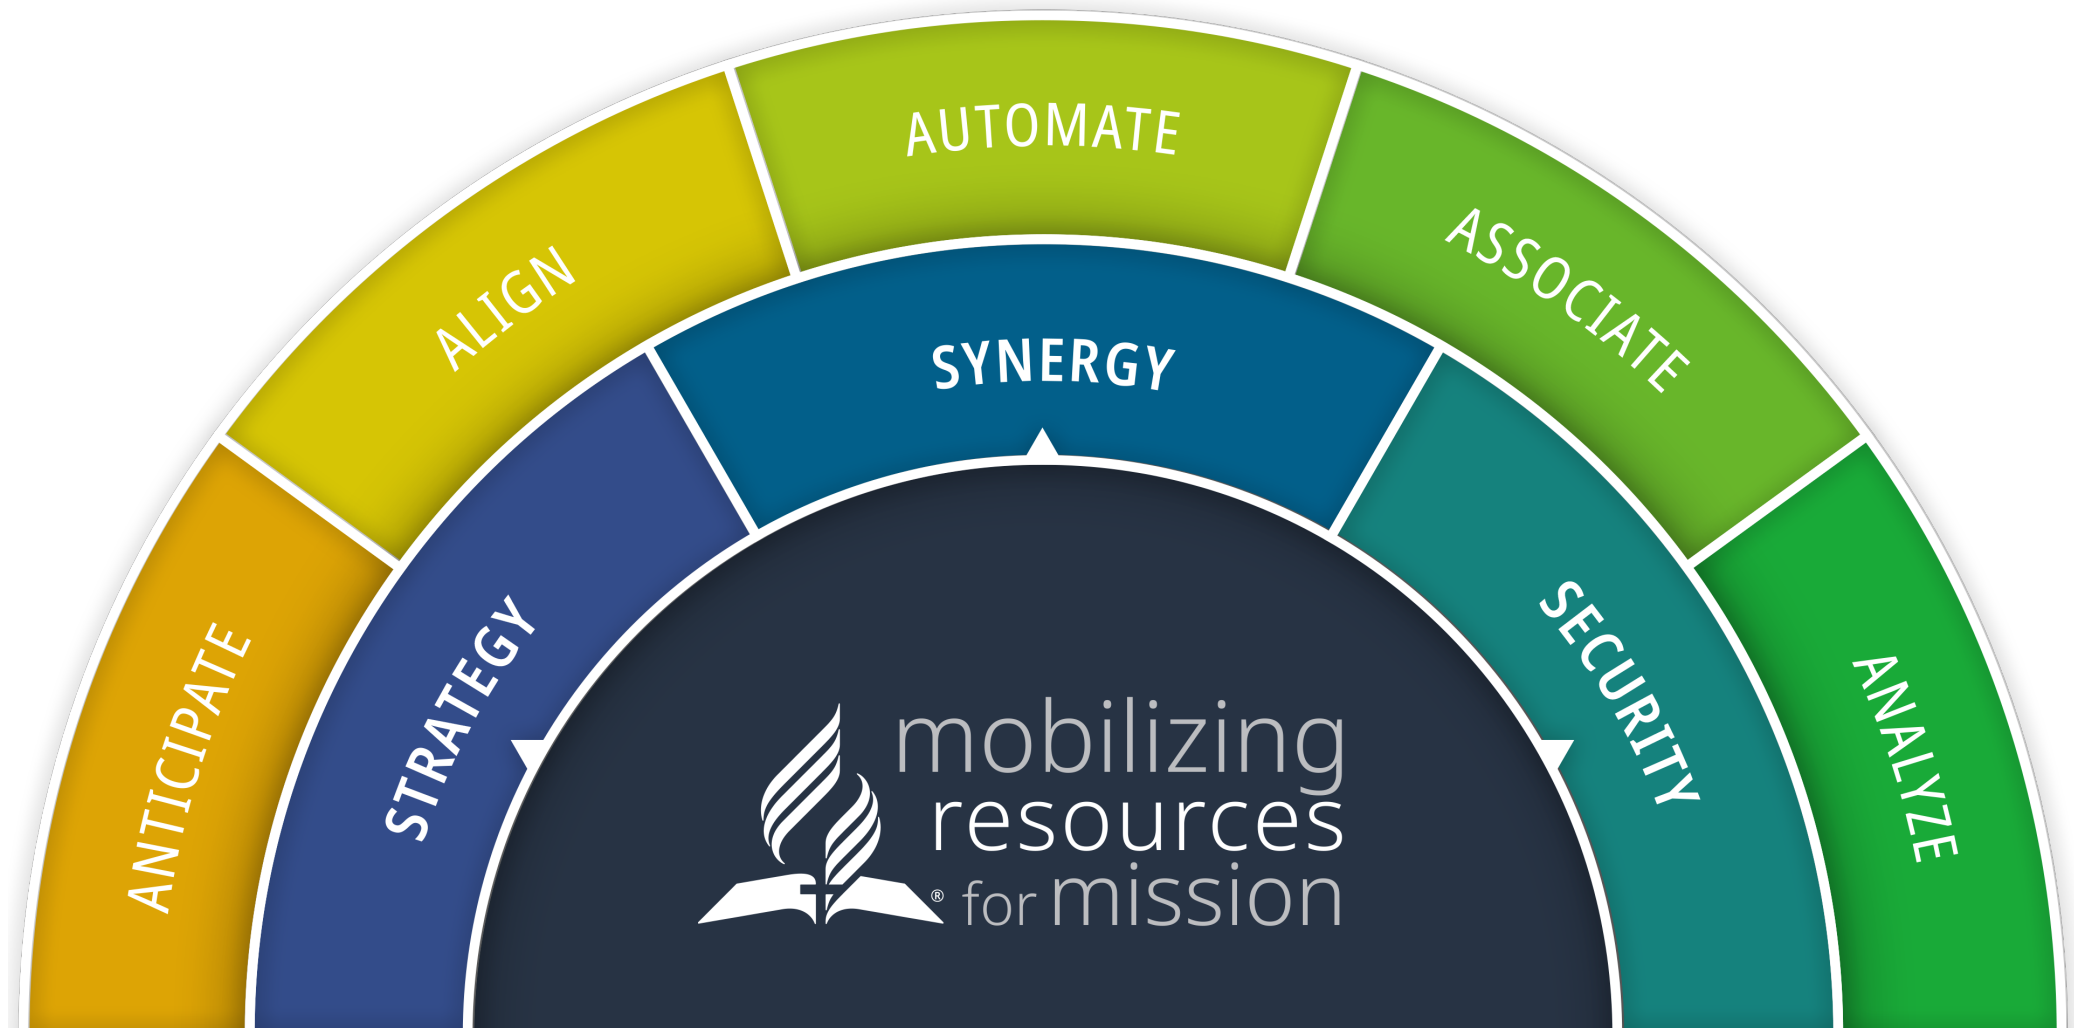 ANTICIPATE
ALIGN
AUTOMATE
ASSOCIATE
ANALYZE
STRATEGY
SYNERGY
SECURITY
mobilizing
resources
® for mission